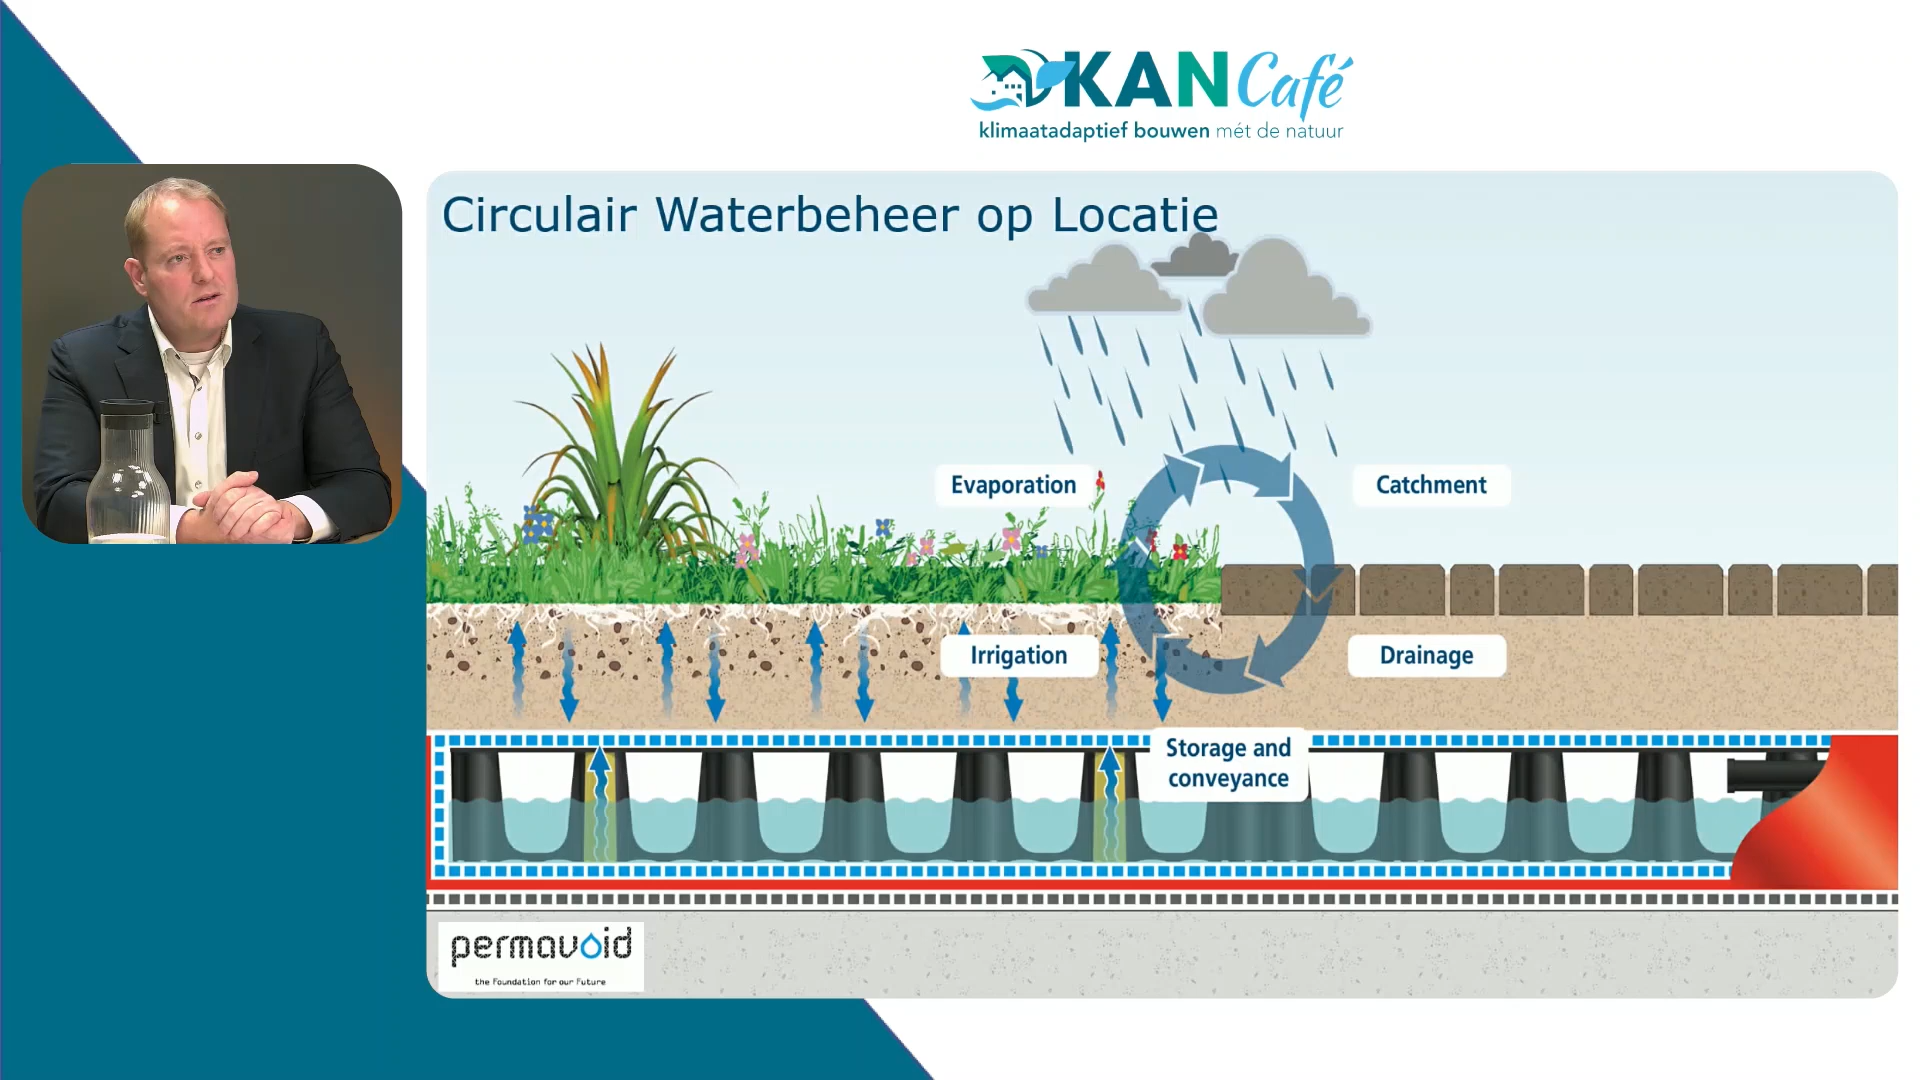 KAN Café
klimaatadaptief bouwen mét de natuur
Circulair Waterbeheer op Locatie
Evaporation
Catchment
Irrigation
Drainage
Storage and
conveyance
permavoid
the Foundation for our Future